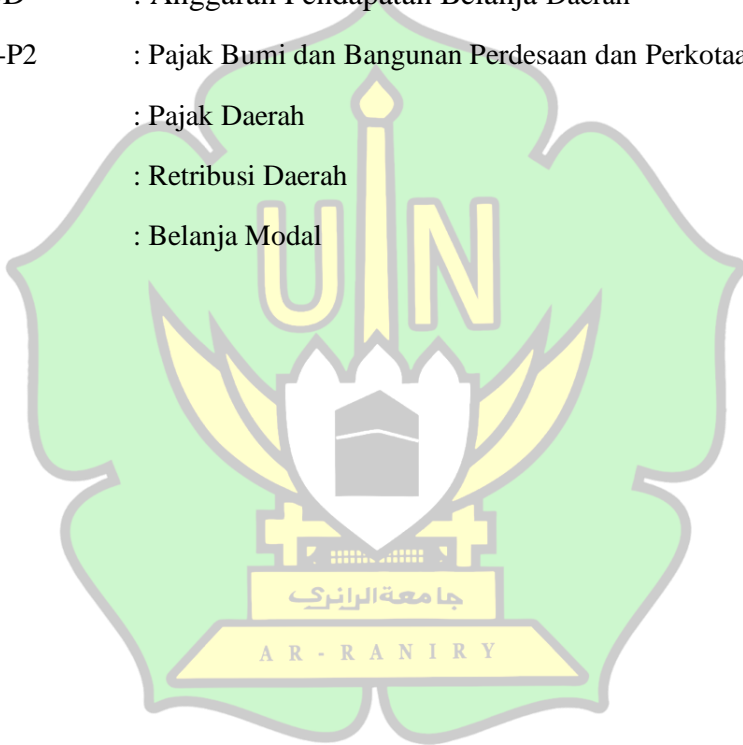 : Anggaran Pendapatan Belanja Daerah
-P2 : Pajak Bumi dan Bangunan Perdesaan dan Perkotaa
: Pajak Daerah
: Retribusi Daerah
: Belanja Modal
UIN
جامعة الرانري
AR-RANIRY